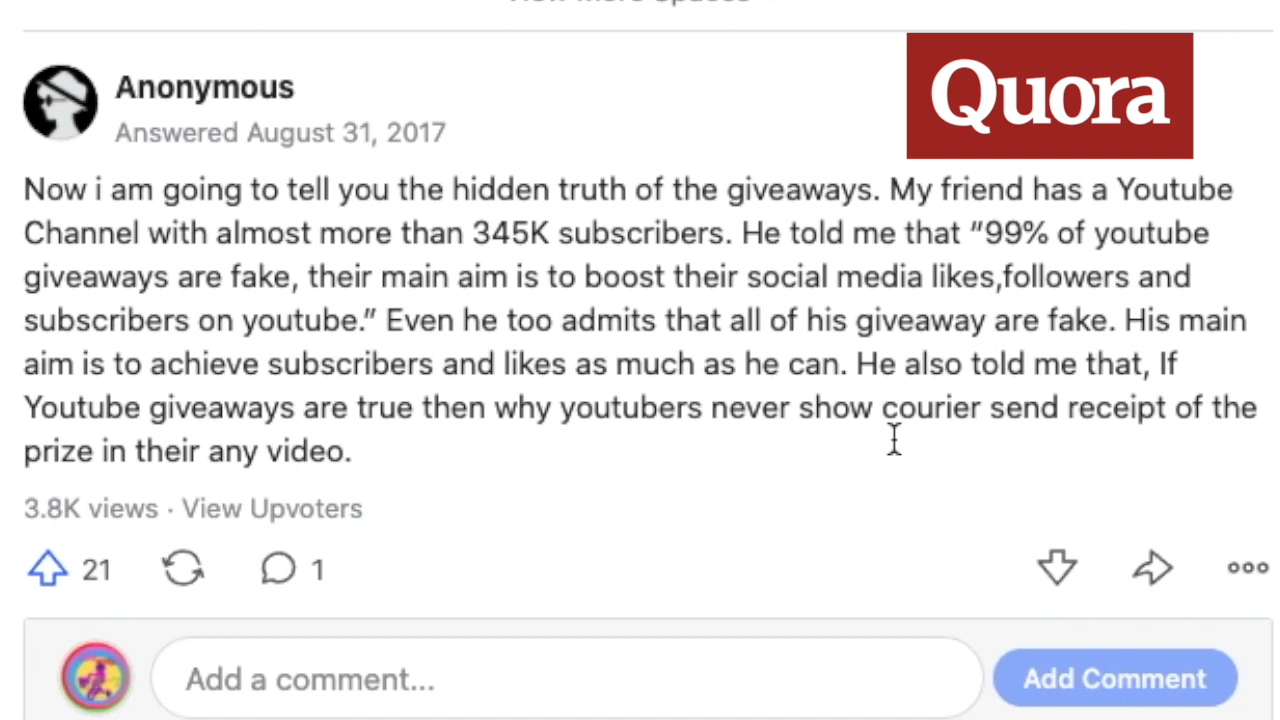 Quora
Anonymous
Answered August 31, 2017
Now i am going to tell you the hidden truth of the giveaways. My friend has a Youtube
Channel with almost more than 345K subscribers. He told me that "99% of youtube
giveaways are fake, their main aim is to boost their social media likes,followers and
subscribers on youtube." Even he too admits that all of his giveaway are fake. His main
aim is to achieve subscribers and likes as much as he can. He also told me that, If
Youtube giveaways are true then why youtubers never show courier send receipt of the
prize in their any video.
3.8K views · View Upvoters
21
1
Add a comment...
Add Comment